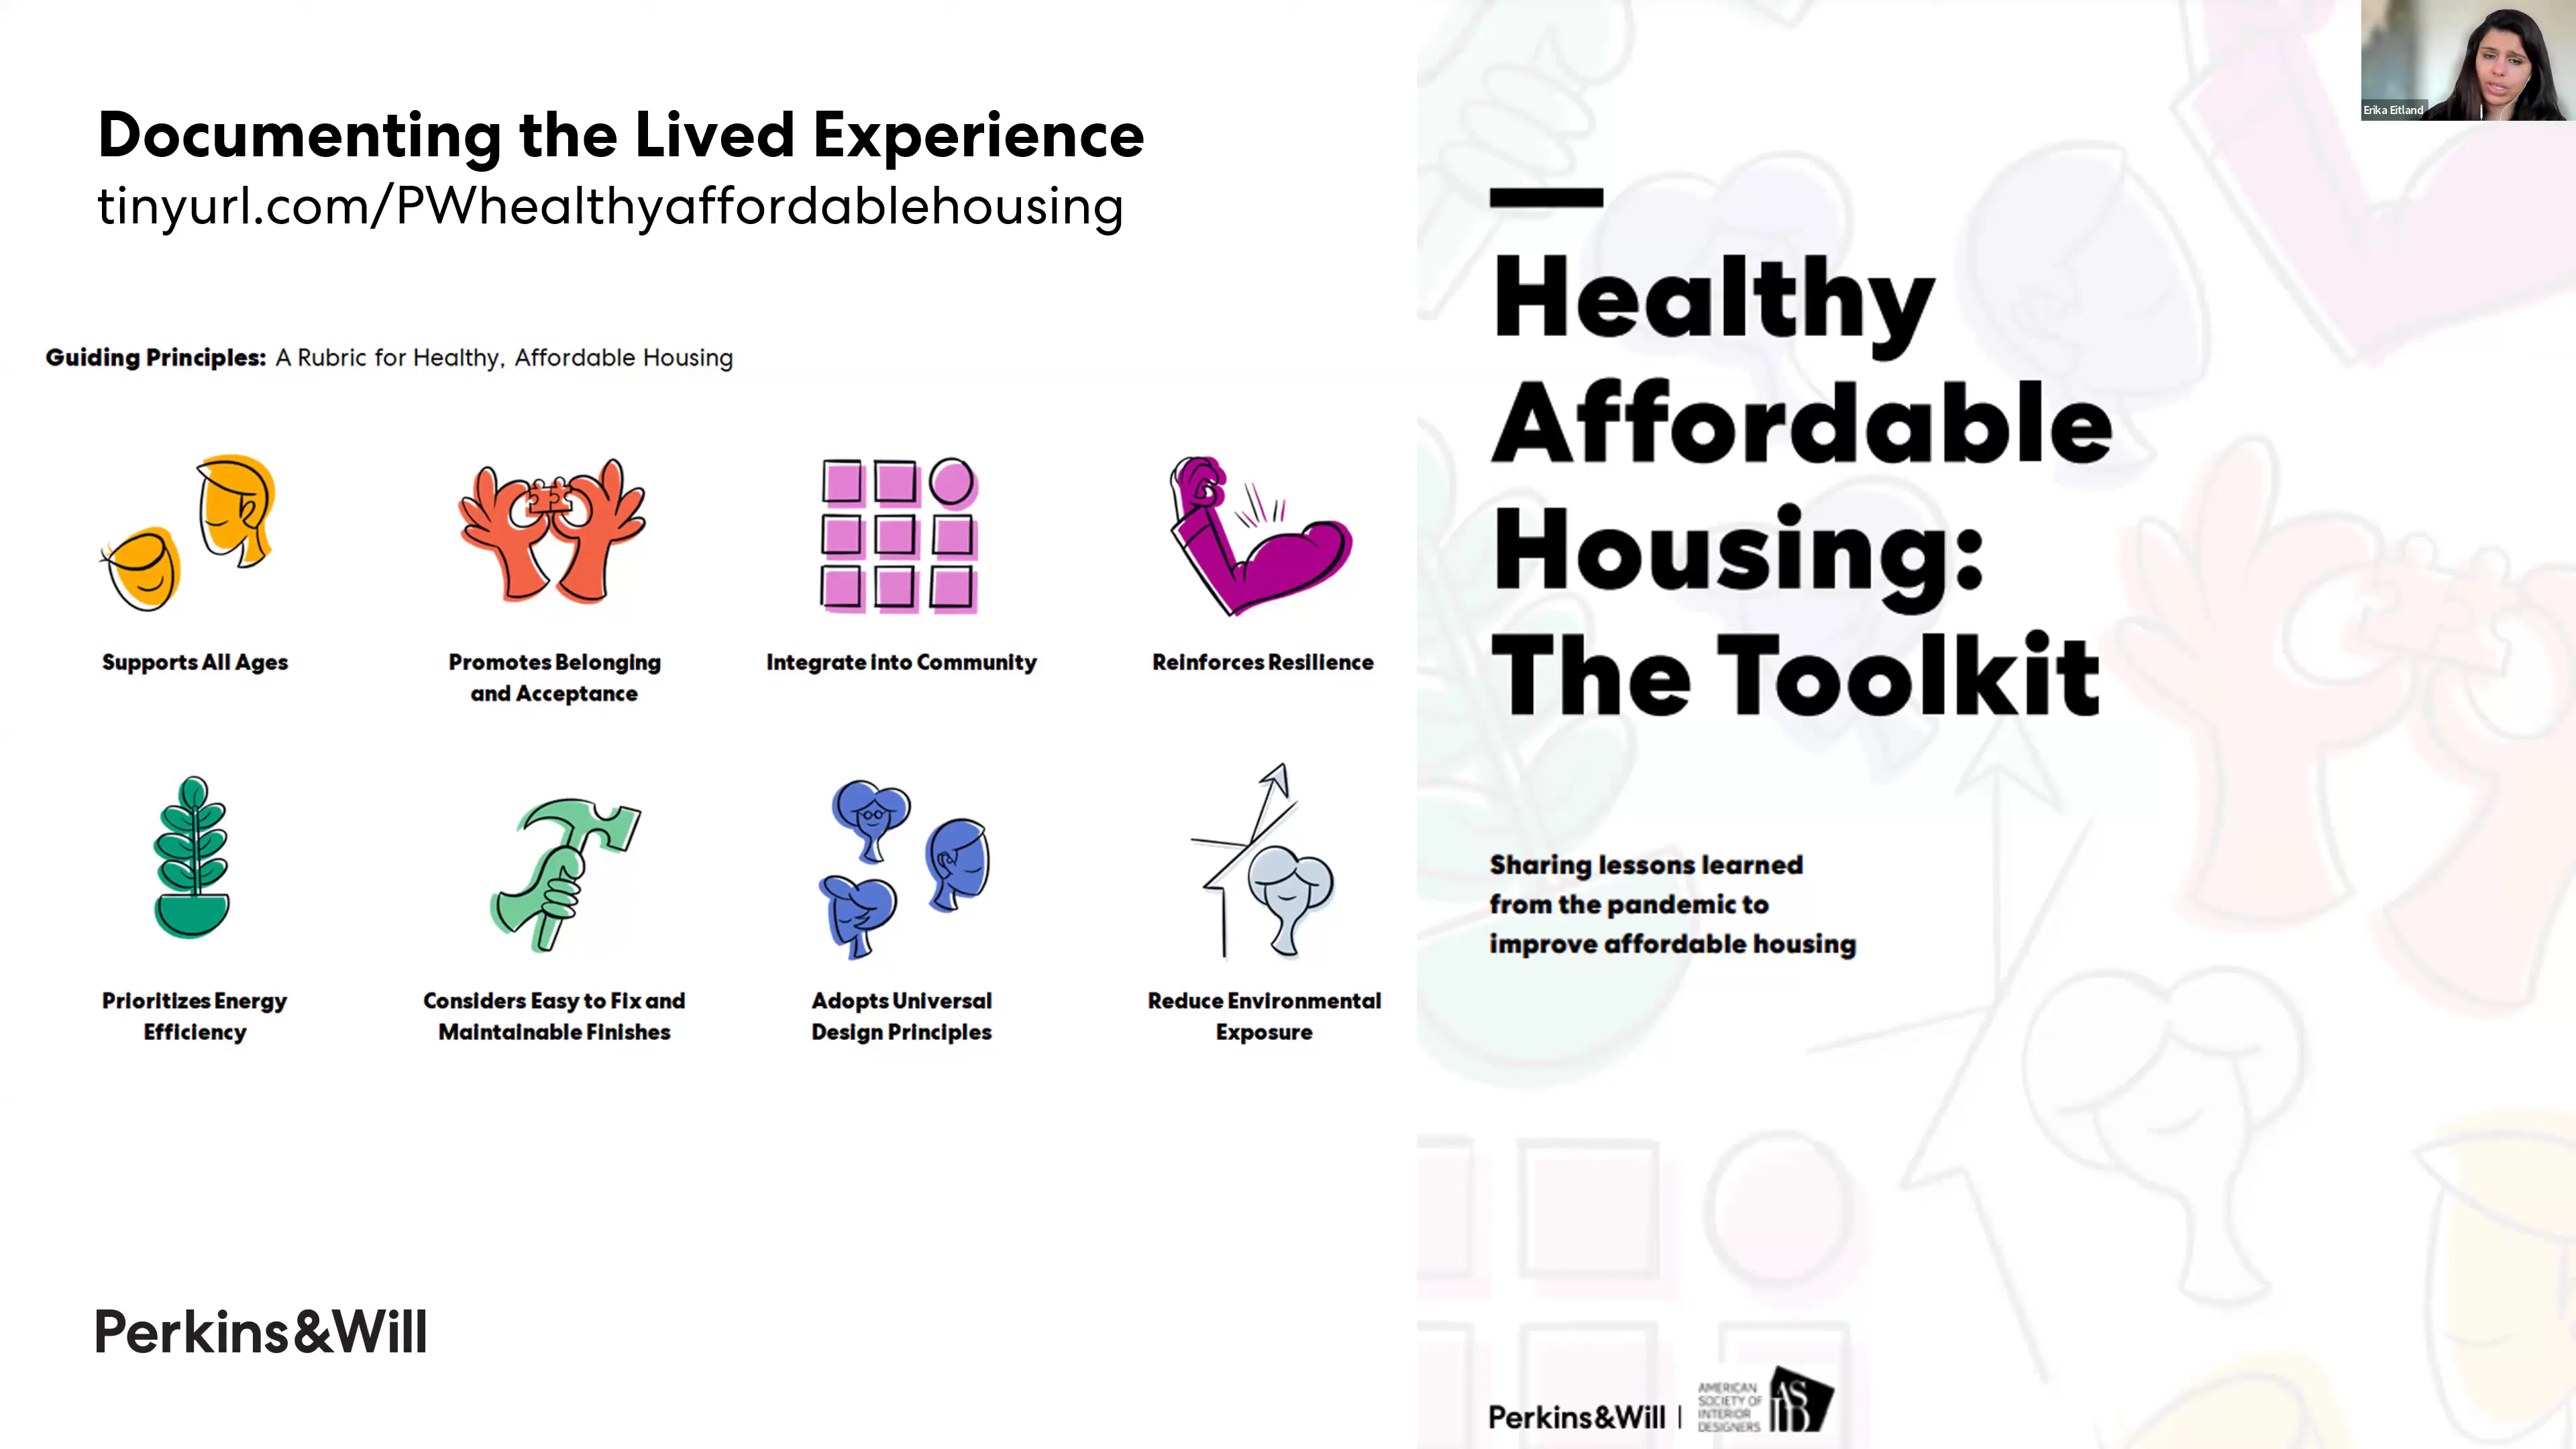 Documenting the Lived Experience
tinyurl.com/PWhealthyaffordablehousing
Guiding Principles: A Rubric for Healthy, Affordable Housing
Supports All Ages
Promotes Belonging
and Acceptance
Integrate into Community
Reinforces Resilience
Prioritizes Energy
Efficiency
Considers Easy to Fix and
Maintainable Finishes
Adopts Universal
Design Principles
Reduce Environmental
Exposure
Perkins&Will
Healthy
Affordable
Housing:
The Toolkit
Sharing lessons learned
from the pandemic to
improve affordable housing
Perkins&Will |
AMERICAN
SOCIETY OF
INTERIOR
DESIGNERS
ASID
Erika Eitland